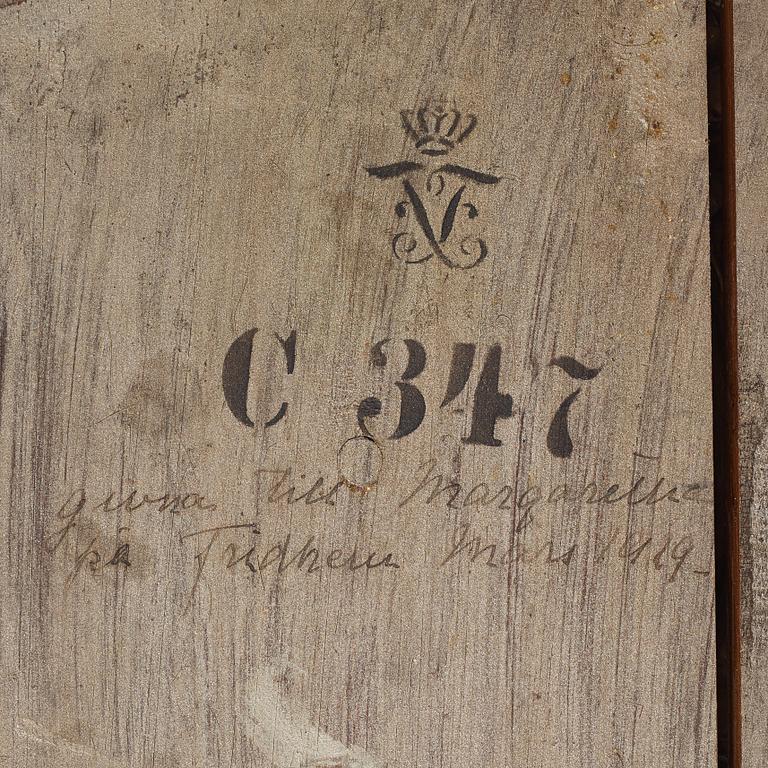 C 347
givna till Margaretha
på Fridhem Mars 1919